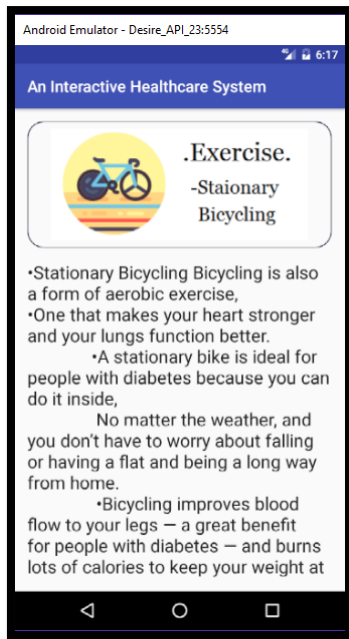 Android Emulator - Desire_API_23:5554
4G 6:17
An Interactive Healthcare System
.Exercise.
-Staionary
Bicycling
•Stationary Bicycling Bicycling is also
a form of aerobic exercise,
•One that makes your heart stronger
and your lungs function better.
•A stationary bike is ideal for
people with diabetes because you can
do it inside,
No matter the weather, and
you don't have to worry about falling
or having a flat and being a long way
from home.
•Bicycling improves blood
flow to your legs — a great benefit
for people with diabetes — and burns
lots of calories to keep your weight at